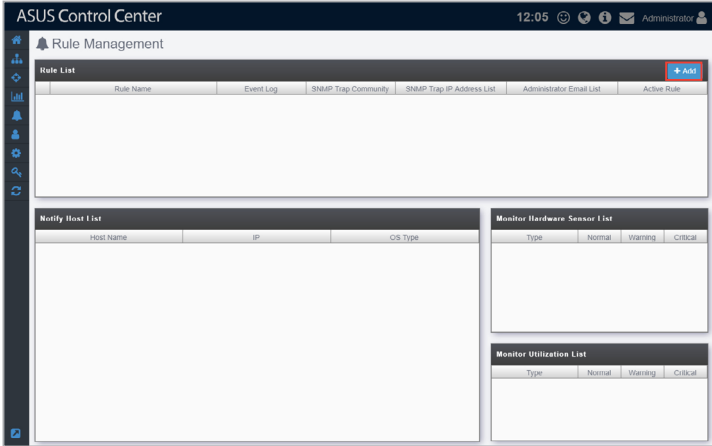 ASUS Control Center 12:05 Administrator
Rule Management
Rule List + Add
Rule Name Event Log SNMP Trap Community SNMP Trap IP Address List Administrator Email List Active Rule
Notify Host List
Host Name IP OS Type
Monitor Hardware Sensor List
Type Normal Warning Critical
Monitor Utilization List
Type Normal Warning Critical